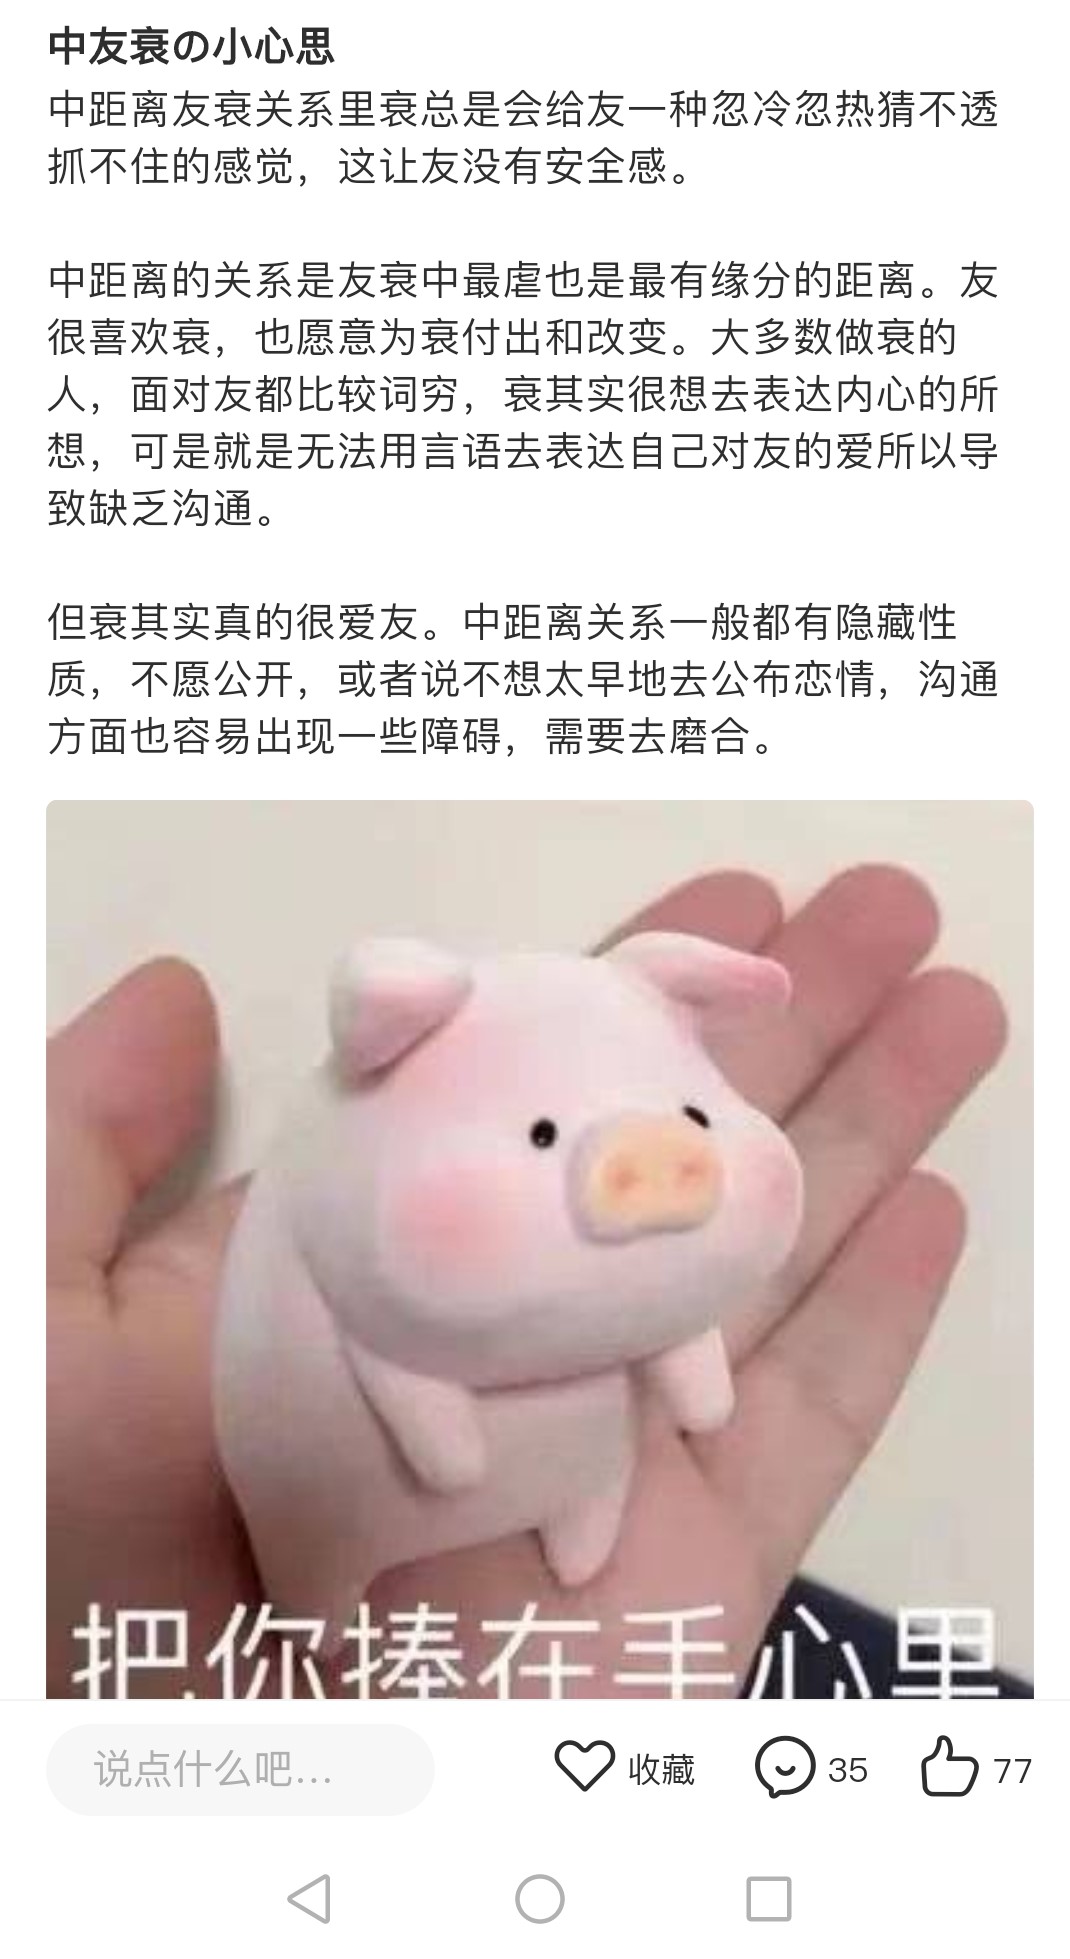 中友衰の小心思
中距离友衰关系里衰总是会给友一种忽冷忽热猜不透
抓不住的感觉，这让友没有安全感。
中距离的关系是友衰中最虐也是最有缘分的距离。友
很喜欢衰，也愿意为衰付出和改变。大多数做衰的
人，面对友都比较词穷，衰其实很想去表达内心的所
想，可是就是无法用言语去表达自己对友的爱所以导
致缺乏沟通。
但衰其实真的很爱友。中距离关系一般都有隐藏性
质，不愿公开，或者说不想太早地去公布恋情，沟通
方面也容易出现一些障碍，需要去磨合。
把你捧在手心里
说点什么吧... 收藏 35 77